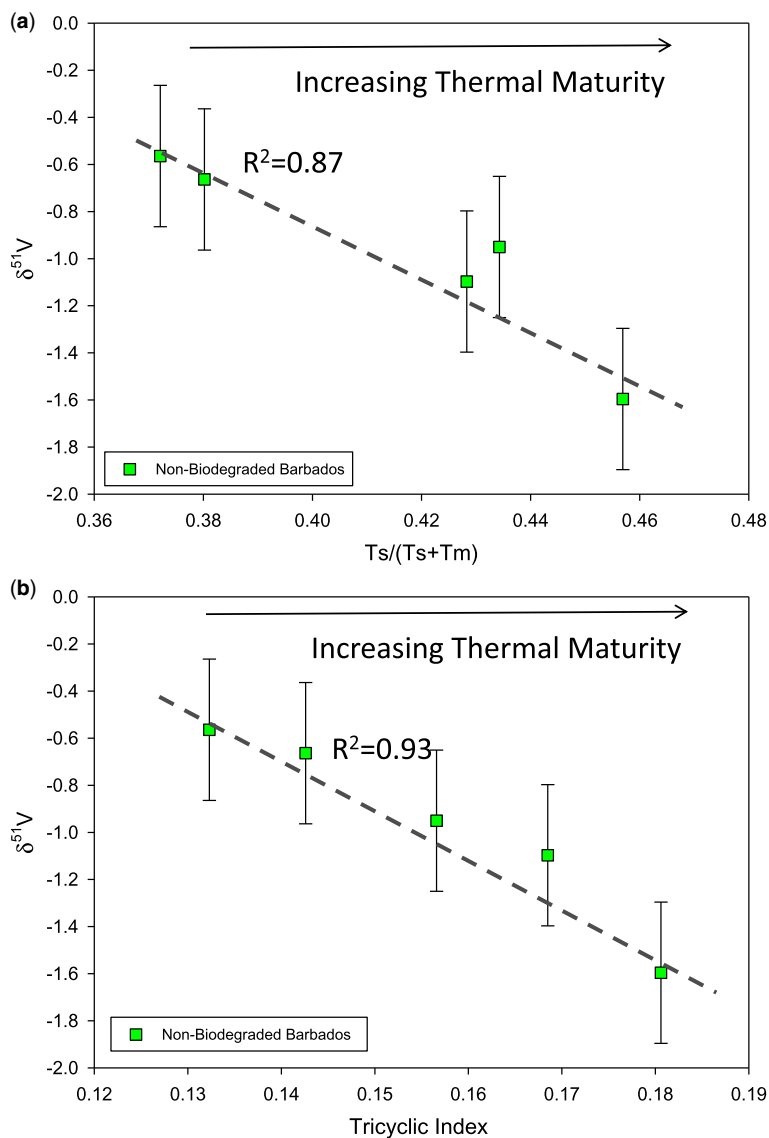 (a)
0.0
-0.2
-0.4
-0.6
-0.8
-1.0
-1.2
-1.4
-1.6
-1.8
-2.0
δ⁵¹V
Increasing Thermal Maturity
R²=0.87
Non-Biodegraded Barbados
0.36 0.38 0.40 0.42 0.44 0.46 0.48
Ts/(Ts+Tm)
(b)
0.0
-0.2
-0.4
-0.6
-0.8
-1.0
-1.2
-1.4
-1.6
-1.8
-2.0
δ⁵¹V
Increasing Thermal Maturity
R²=0.93
Non-Biodegraded Barbados
0.12 0.13 0.14 0.15 0.16 0.17 0.18 0.19
Tricyclic Index